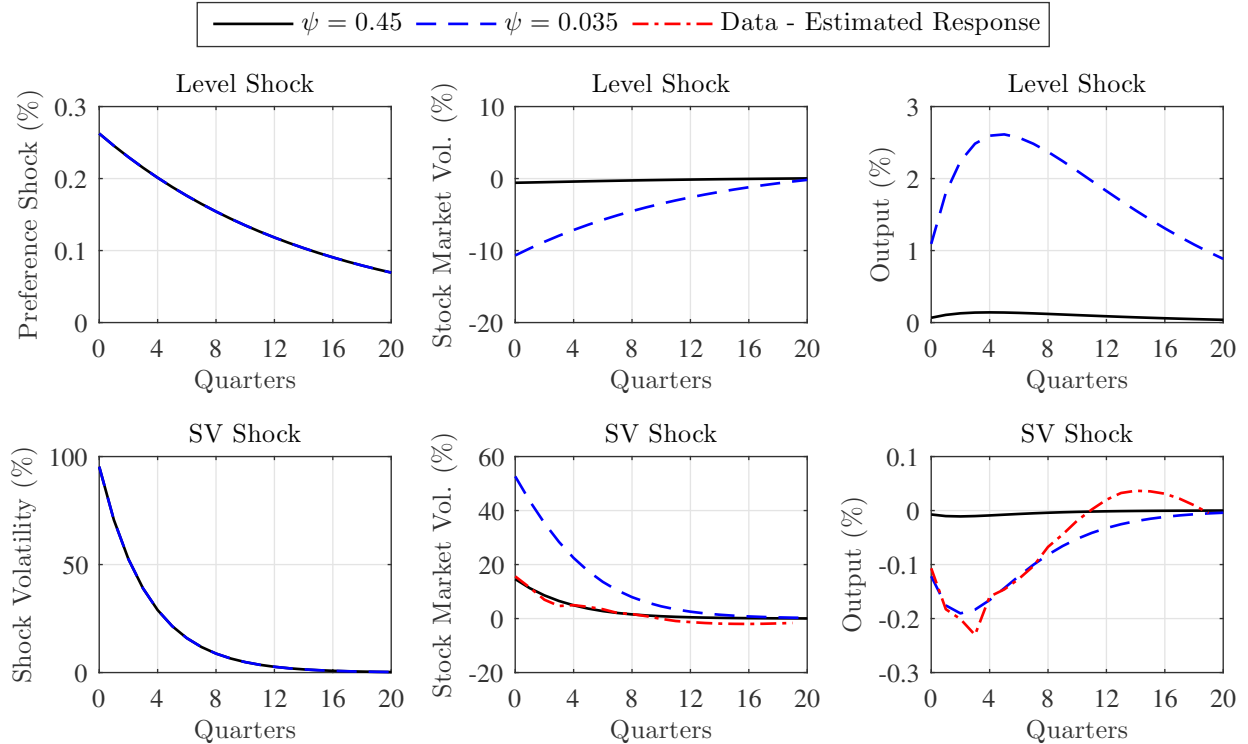 ψ = 0.45 ψ = 0.035 Data - Estimated Response
Level Shock
Preference Shock (%)
0.3
0.2
0.1
0
0 4 8 12 16 20
Quarters
Level Shock
Stock Market Vol. (%)
10
0
-10
-20
0 4 8 12 16 20
Quarters
Level Shock
Output (%)
3
2
1
0
0 4 8 12 16 20
Quarters
SV Shock
Shock Volatility (%)
100
50
0
0 4 8 12 16 20
Quarters
SV Shock
Stock Market Vol. (%)
60
40
20
0
-20
0 4 8 12 16 20
Quarters
SV Shock
Output (%)
0.1
0
-0.1
-0.2
-0.3
0 4 8 12 16 20
Quarters